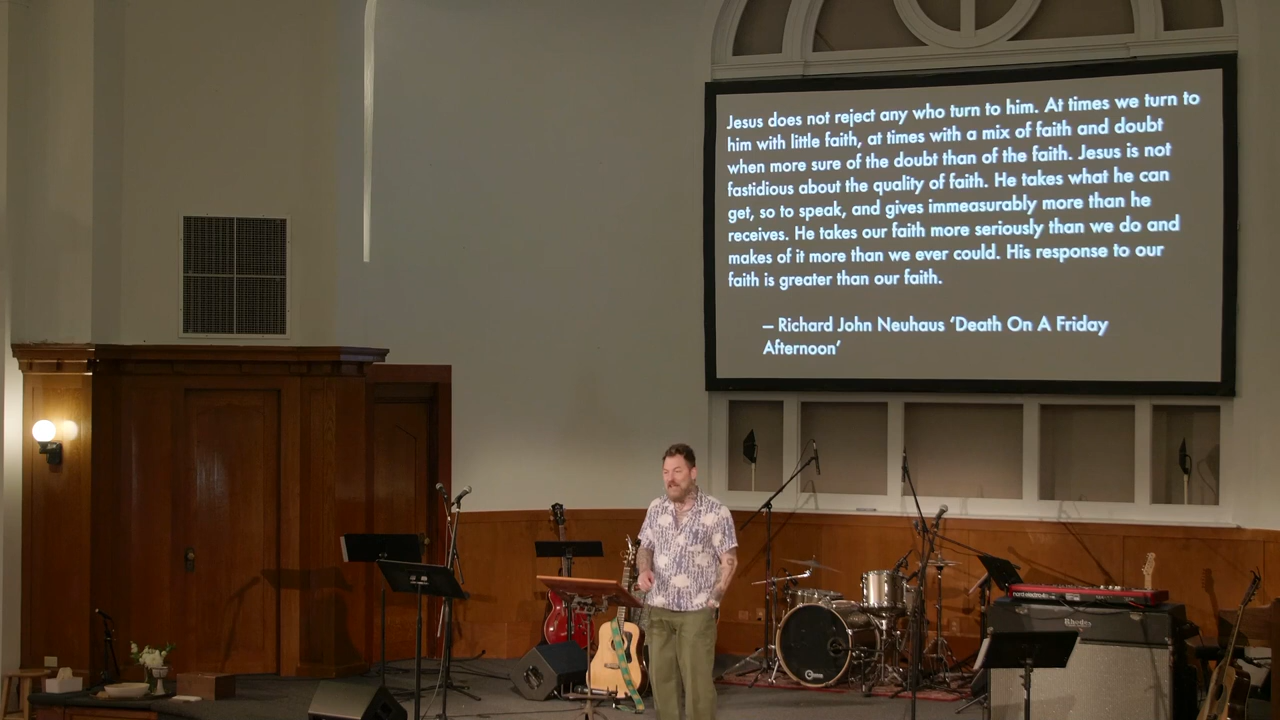 Jesus does not reject any who turn to him. At times we turn to
him with little faith, at times with a mix of faith and doubt
when more sure of the doubt than of the faith. Jesus is not
fastidious about the quality of faith. He takes what he can
get, so to speak, and gives immeasurably more than he
receives. He takes our faith more seriously than we do and
makes of it more than we ever could. His response to our
faith is greater than our faith.
— Richard John Neuhaus ‘Death On A Friday
Afternoon’
Rhodes